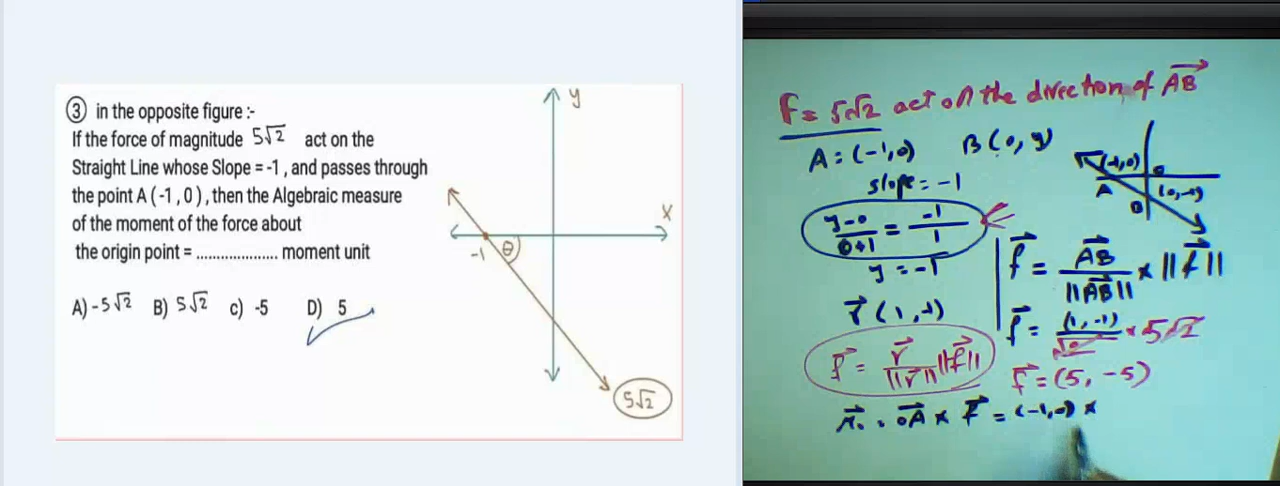 ③ in the opposite figure :-
If the force of magnitude 5√2 act on the
Straight Line whose Slope = -1 , and passes through
the point A ( -1 , 0 ) , then the Algebraic measure
of the moment of the force about
the origin point = ..................... moment unit
A) -5√2 B) 5√2 c) -5 D) 5
y
x
-1 θ
5√2
F = 5√2 act on the direction of AB
A = (-1,0) B (0, y)
slope = -1
y-0/0+1 = -1/1
y = -1
r (1, -1)
F = r/||r|| ||F||
(-1,0)
A
B
(0,-1)
F = AB/||AB|| × ||F||
F = (1, -1)/√2 × 5√2
F = (5, -5)
M₀ = OA × F = (-1,0) ×